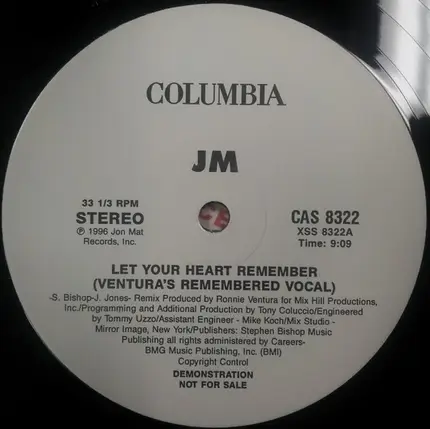 COLUMBIA
JM
33 1/3 RPM
STEREO
℗ 1996 Jon Mat
Records, Inc.
CAS 8322
XSS 8322A
Time: 9:09
LET YOUR HEART REMEMBER
(VENTURA'S REMEMBERED VOCAL)
-S. Bishop-J. Jones- Remix Produced by Ronnie Ventura for Mix Hill Productions,
Inc./Programming and Additional Production by Tony Coluccio/Engineered
by Tommy Uzzo/Assistant Engineer - Mike Koch/Mix Studio -
Mirror Image, New York/Publishers: Stephen Bishop Music
Publishing all rights administered by Careers-
BMG Music Publishing, Inc. (BMI)
Copyright Control
DEMONSTRATION
NOT FOR SALE